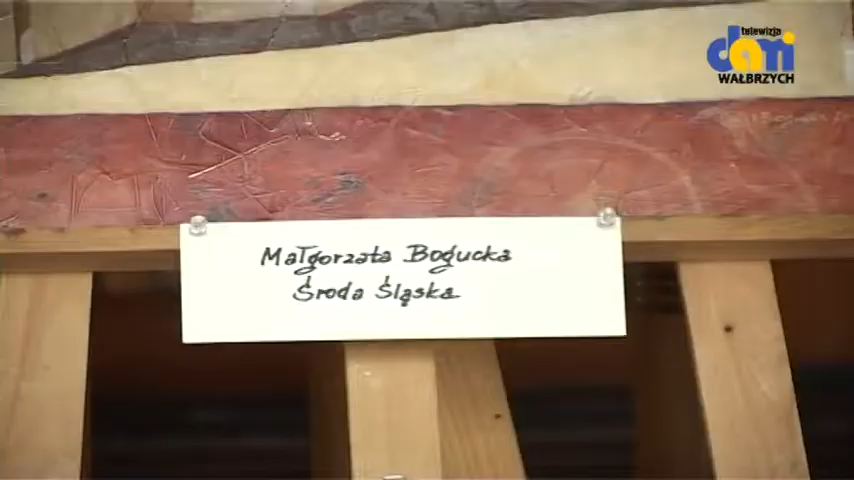 telewizja
dami
WAŁBRZYCH
Małgorzata Bogucka
Środa Śląska